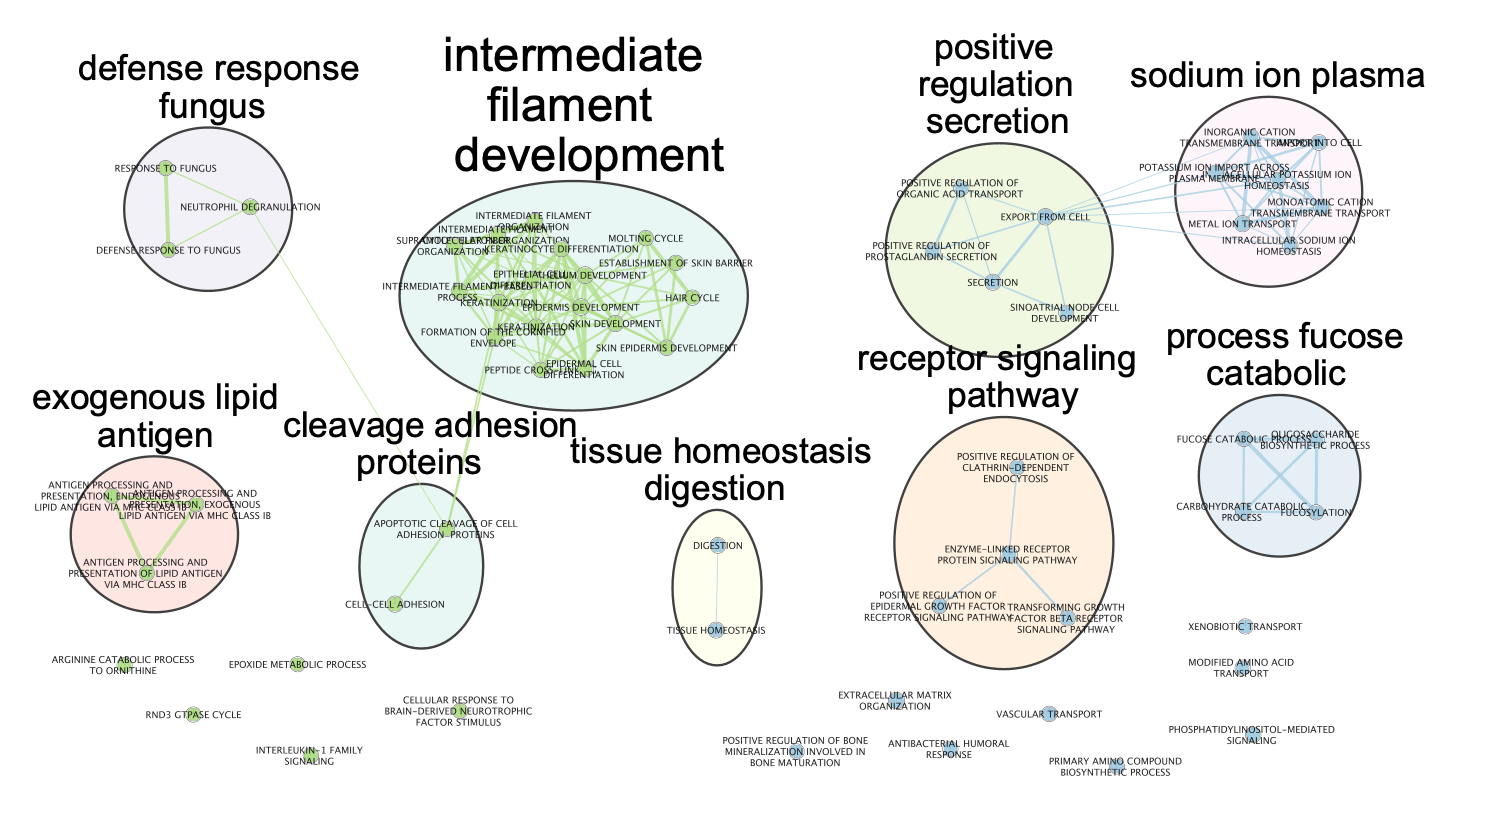 defense response
fungus
RESPONSE TO FUNGUS
NEUTROPHIL DEGRANULATION
DEFENSE RESPONSE TO FUNGUS
intermediate
filament
development
INTERMEDIATE FILAMENT
ORGANIZATION
INTERMEDIATE FILAMENT
ORGANIZATION
KERATINOCYTE DIFFERENTIATION
MOLTING CYCLE
ESTABLISHMENT OF SKIN BARRIER
EPITHELIAL CELL
DIFFERENTIATION
DEVELOPMENT
INTERMEDIATE FILAMENT-BASED
PROCESS
KERATINIZATION
EPIDERMIS DEVELOPMENT
HAIR CYCLE
KERATINIZATION
SKIN DEVELOPMENT
FORMATION OF THE CORNIFIED
ENVELOPE
SKIN EPIDERMIS DEVELOPMENT
PEPTIDE
EPIDERMAL CELL
DIFFERENTIATION
positive
regulation
secretion
POSITIVE REGULATION OF
ORGANIC ACID TRANSPORT
EXPORT FROM CELL
POSITIVE REGULATION OF
PROSTAGLANDIN SECRETION
SECRETION
SINOATRIAL NODE CELL
DEVELOPMENT
sodium ion plasma
INORGANIC CATION
TRANSMEMBRANE TRANSPORT
INTO CELL
POTASSIUM ION IMPORT ACROSS
PLASMA MEMBRANE
POTASSIUM ION
HOMEOSTASIS
MONOATOMIC CATION
TRANSMEMBRANE TRANSPORT
METAL ION TRANSPORT
INTRACELLULAR SODIUM ION
HOMEOSTASIS
exogenous lipid
antigen
ANTIGEN PROCESSING AND
PRESENTATION, ENDOGENOUS
LIPID ANTIGEN VIA MHC CLASS IB
ANTIGEN PROCESSING AND
PRESENTATION, EXOGENOUS
LIPID ANTIGEN VIA MHC CLASS IB
ANTIGEN PROCESSING AND
PRESENTATION OF LIPID ANTIGEN
VIA MHC CLASS IB
cleavage adhesion
proteins
APOPTOTIC CLEAVAGE OF CELL
ADHESION PROTEINS
CELL-CELL ADHESION
tissue homeostasis
digestion
DIGESTION
TISSUE HOMEOSTASIS
receptor signaling
pathway
POSITIVE REGULATION OF
CLATHRIN-DEPENDENT
ENDOCYTOSIS
ENZYME-LINKED RECEPTOR
PROTEIN SIGNALING PATHWAY
POSITIVE REGULATION OF
EPIDERMAL GROWTH FACTOR
RECEPTOR SIGNALING PATHWAY
TRANSFORMING GROWTH
FACTOR BETA RECEPTOR
SIGNALING PATHWAY
process fucose
catabolic
FUCOSE CATABOLIC PROCESS
OLIGOSACCHARIDE
BIOSYNTHETIC PROCESS
CARBOHYDRATE CATABOLIC
PROCESS
FUCOSYLATION
ARGININE CATABOLIC PROCESS
TO ORNITHINE
EPOXIDE METABOLIC PROCESS
RND3 GTPASE CYCLE
CELLULAR RESPONSE TO
BRAIN-DERIVED NEUROTROPHIC
FACTOR STIMULUS
INTERLEUKIN-1 FAMILY
SIGNALING
XENOBIOTIC TRANSPORT
MODIFIED AMINO ACID
TRANSPORT
EXTRACELLULAR MATRIX
ORGANIZATION
VASCULAR TRANSPORT
POSITIVE REGULATION OF BONE
MINERALIZATION INVOLVED IN
BONE MATURATION
ANTIBACTERIAL HUMORAL
RESPONSE
PHOSPHATIDYLINOSITOL-MEDIATED
SIGNALING
PRIMARY AMINO COMPOUND
BIOSYNTHETIC PROCESS